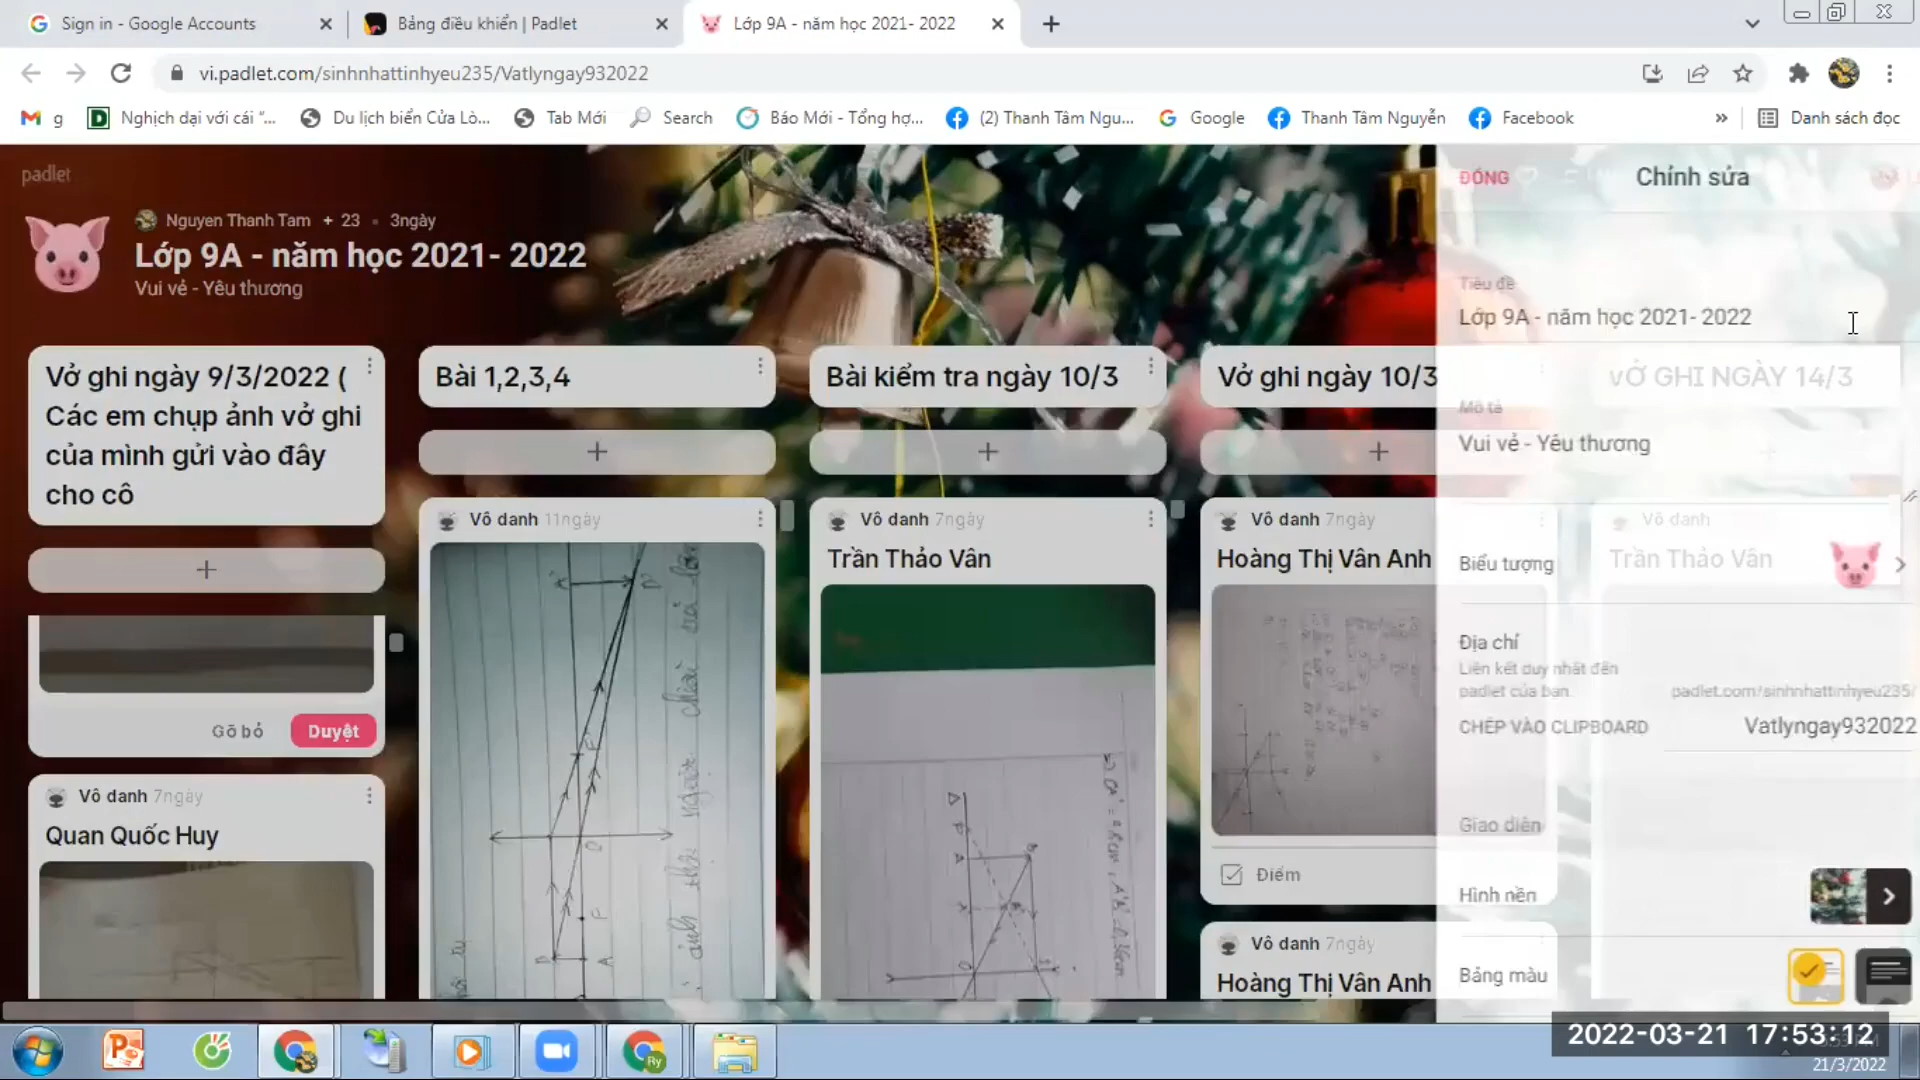 Sign in - Google Accounts
Bảng điều khiển | Padlet
Lớp 9A - năm học 2021- 2022
vi.padlet.com/sinhnhattinhyeu235/Vatlyngay932022
g
Nghịch dại với cái “...
Du lịch biển Cửa Lò...
Tab Mới
Search
Báo Mới - Tổng hợ...
(2) Thanh Tâm Ngu...
Google
Thanh Tâm Nguyễn
Facebook
»
Danh sách đọc
padlet
Nguyen Thanh Tam + 23 • 3ngày
Lớp 9A - năm học 2021- 2022
Vui vẻ - Yêu thương
Vở ghi ngày 9/3/2022 (
Các em chụp ảnh vở ghi
của mình gửi vào đây
cho cô
Gõ bỏ
Duyệt
Vô danh 7ngày
Quan Quốc Huy
Bài 1,2,3,4
Vô danh 11ngày
Bài kiểm tra ngày 10/3
Vô danh 7ngày
Trần Thảo Vân
Vở ghi ngày 10/3
Vô danh 7ngày
Hoàng Thị Vân Anh
Điểm
Vô danh 7ngày
Hoàng Thị Vân Anh
vỞ GHI NGÀY 14/3
Vô danh
Trần Thảo Vân
ĐÓNG
Chỉnh sửa
Tiêu đề
Lớp 9A - năm học 2021- 2022
Mô tả
Vui vẻ - Yêu thương
Biểu tượng
Địa chỉ
Liên kết duy nhất đến
padlet của bạn.
padlet.com/sinhnhattinhyeu235/
CHÉP VÀO CLIPBOARD
Vatlyngay932022
Giao diện
Hình nền
Bảng màu
2022-03-21 17:53:12
21/3/2022